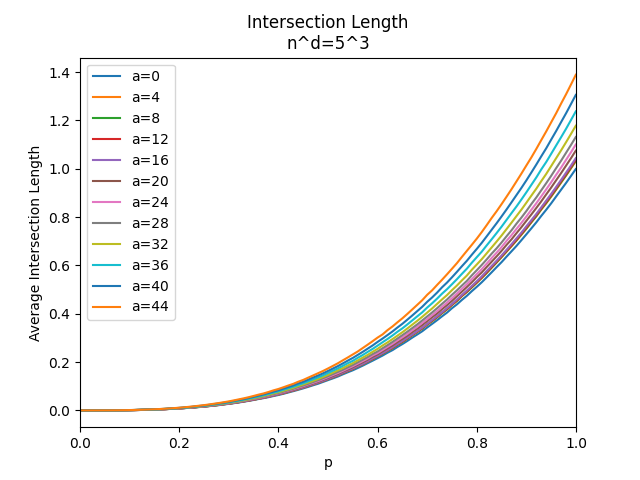 Intersection Length
n^d=5^3
a=0
a=4
a=8
a=12
a=16
a=20
a=24
a=28
a=32
a=36
a=40
a=44
Average Intersection Length
1.4
1.2
1.0
0.8
0.6
0.4
0.2
0.0
0.0 0.2 0.4 0.6 0.8 1.0
p